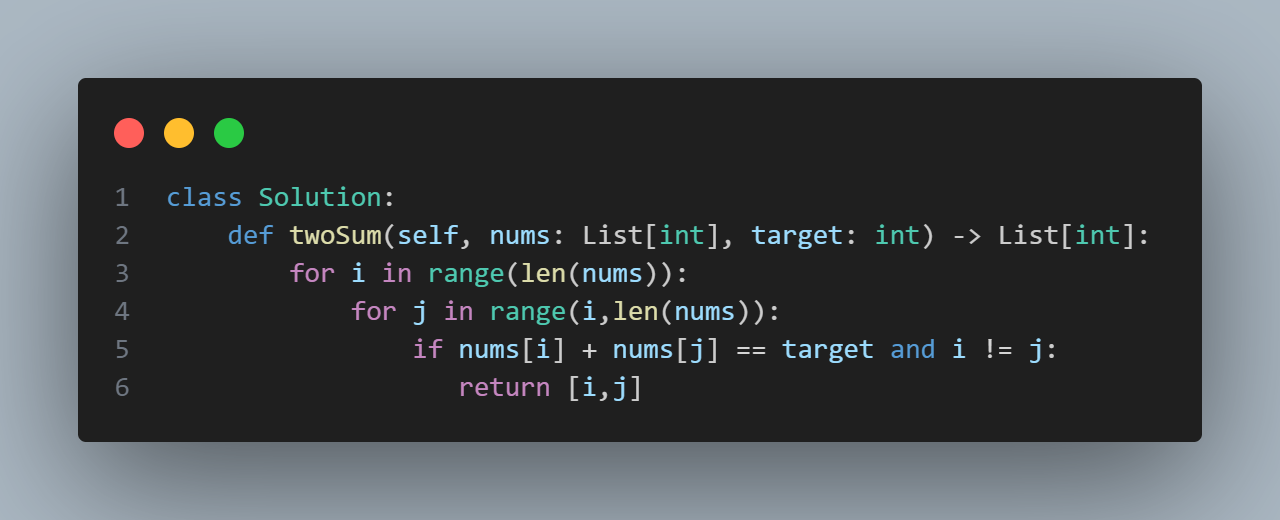 1 class Solution:
2     def twoSum(self, nums: List[int], target: int) -> List[int]:
3         for i in range(len(nums)):
4             for j in range(i,len(nums)):
5                 if nums[i] + nums[j] == target and i != j:
6                    return [i,j]